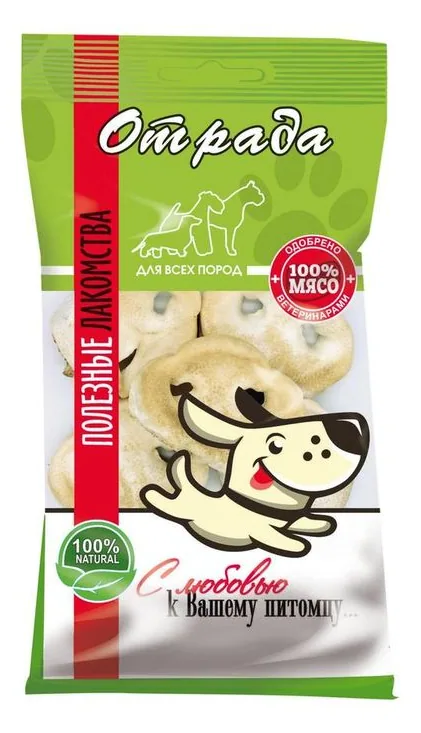 Отрада
ДЛЯ ВСЕХ ПОРОД
ПОЛЕЗНЫЕ ЛАКОМСТВА
ОДОБРЕНО
100%
МЯСО
ВЕТЕРИНАРАМИ
100%
NATURAL
С любовью
к Вашему питомцу...